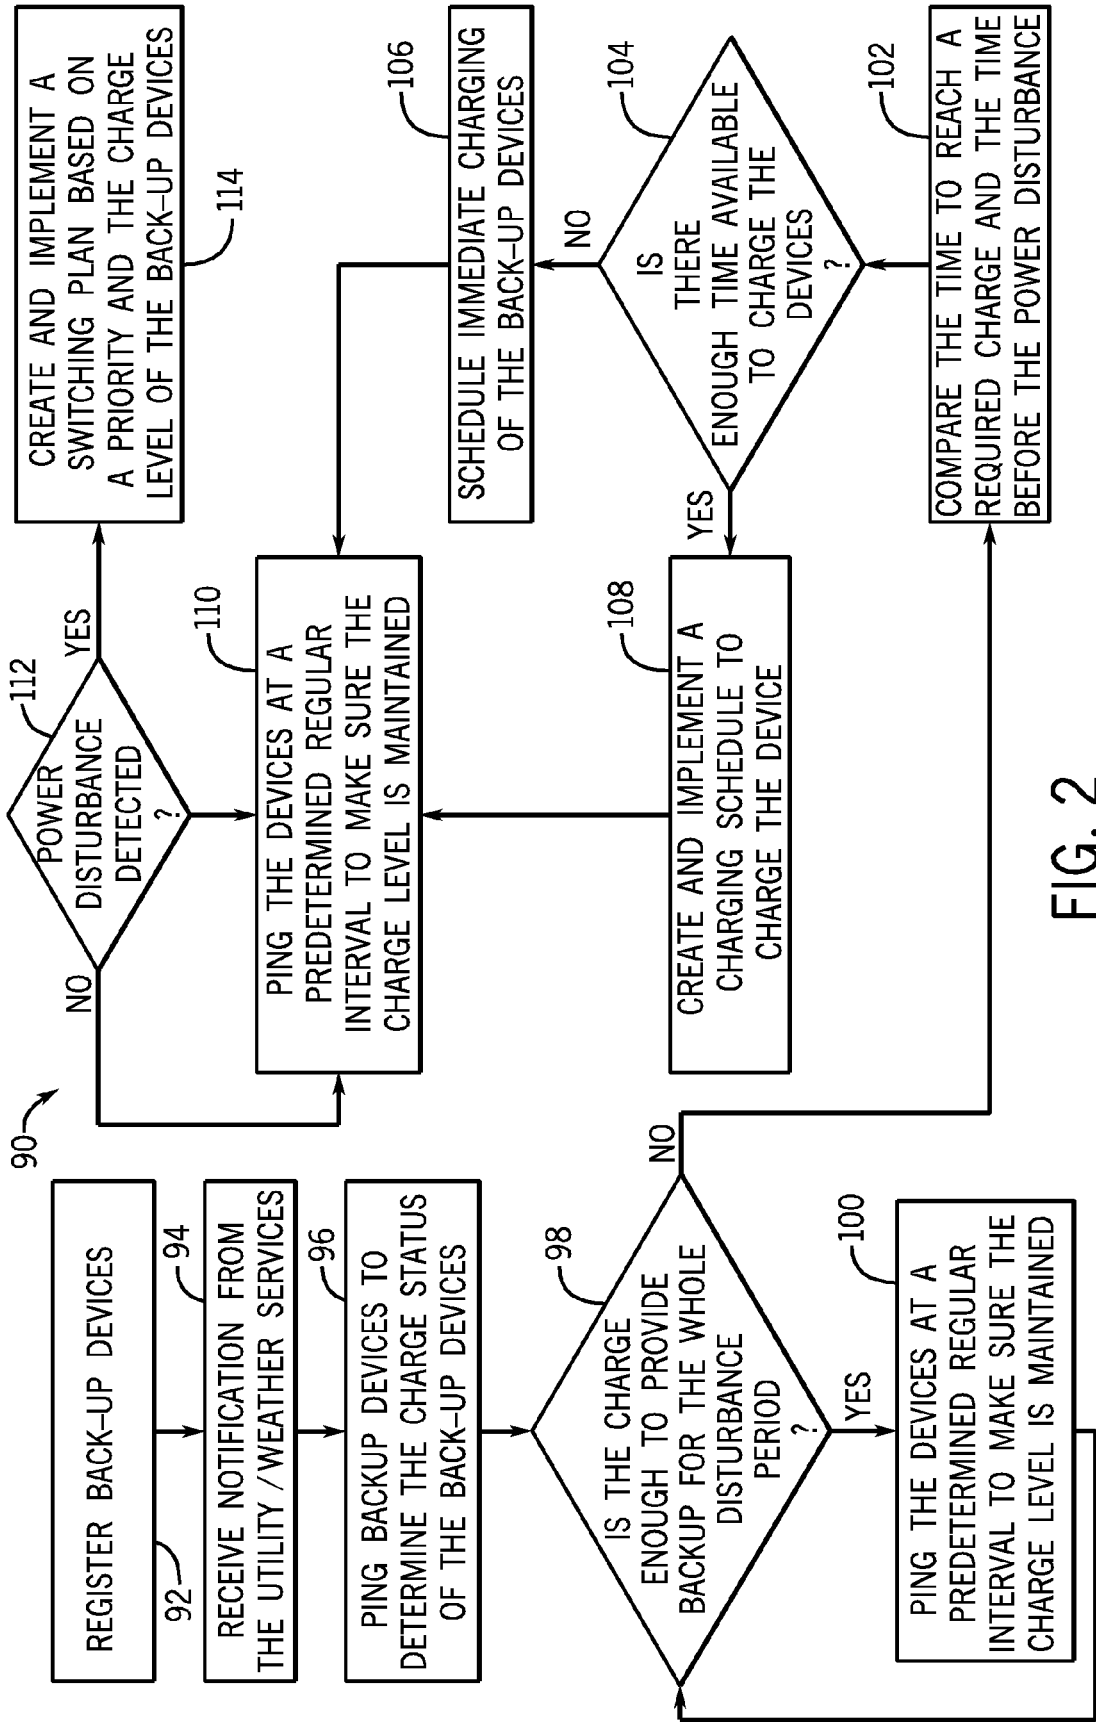 90
REGISTER BACK-UP DEVICES
92
RECEIVE NOTIFICATION FROM
THE UTILITY/WEATHER SERVICES
94
PING BACKUP DEVICES TO
DETERMINE THE CHARGE STATUS
OF THE BACK-UP DEVICES
96
IS THE CHARGE
ENOUGH TO PROVIDE
BACKUP FOR THE WHOLE
DISTURBANCE
PERIOD
?
98
NO
YES
PING THE DEVICES AT A
PREDETERMINED REGULAR
INTERVAL TO MAKE SURE THE
CHARGE LEVEL IS MAINTAINED
100
COMPARE THE TIME TO REACH A
REQUIRED CHARGE AND THE TIME
BEFORE THE POWER DISTURBANCE
102
IS
THERE
ENOUGH TIME AVAILABLE
TO CHARGE THE
DEVICES
?
104
NO
YES
SCHEDULE IMMEDIATE CHARGING
OF THE BACK-UP DEVICES
106
CREATE AND IMPLEMENT A
CHARGING SCHEDULE TO
CHARGE THE DEVICE
108
PING THE DEVICES AT A
PREDETERMINED REGULAR
INTERVAL TO MAKE SURE THE
CHARGE LEVEL IS MAINTAINED
110
POWER
DISTURBANCE
DETECTED
?
112
NO
YES
CREATE AND IMPLEMENT A
SWITCHING PLAN BASED ON
A PRIORITY AND THE CHARGE
LEVEL OF THE BACK-UP DEVICES
114
FIG. 2